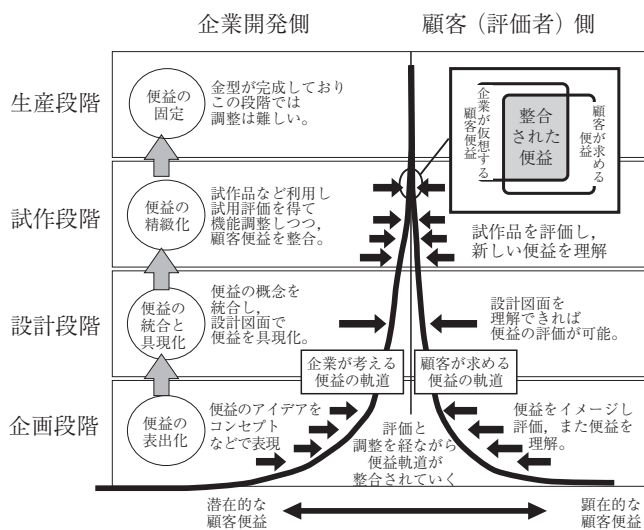 企業開発側
顧客（評価者）側
生産段階
便益の
固定
金型が完成しており
この段階では
調整は難しい。
企業が仮想する
顧客便益
整合
された
便益
顧客が求める
便益
試作段階
便益の
精緻化
試作品など利用し
試用評価を得て
機能調整しつつ，
顧客便益を整合。
試作品を評価し，
新しい便益を理解
設計段階
便益の
統合と
具現化
便益の概念を
統合し，
設計図面で
便益を具現化。
設計図面を
理解できれば
便益の評価が可能。
企業が考える
便益の軌道
顧客が求める
便益の軌道
企画段階
便益の
表出化
便益のアイデアを
コンセプト
などで表現
評価と
調整を経ながら
便益軌道が
整合されていく
便益をイメージし
評価，また便益を
理解。
潜在的な
顧客便益
顕在的な
顧客便益